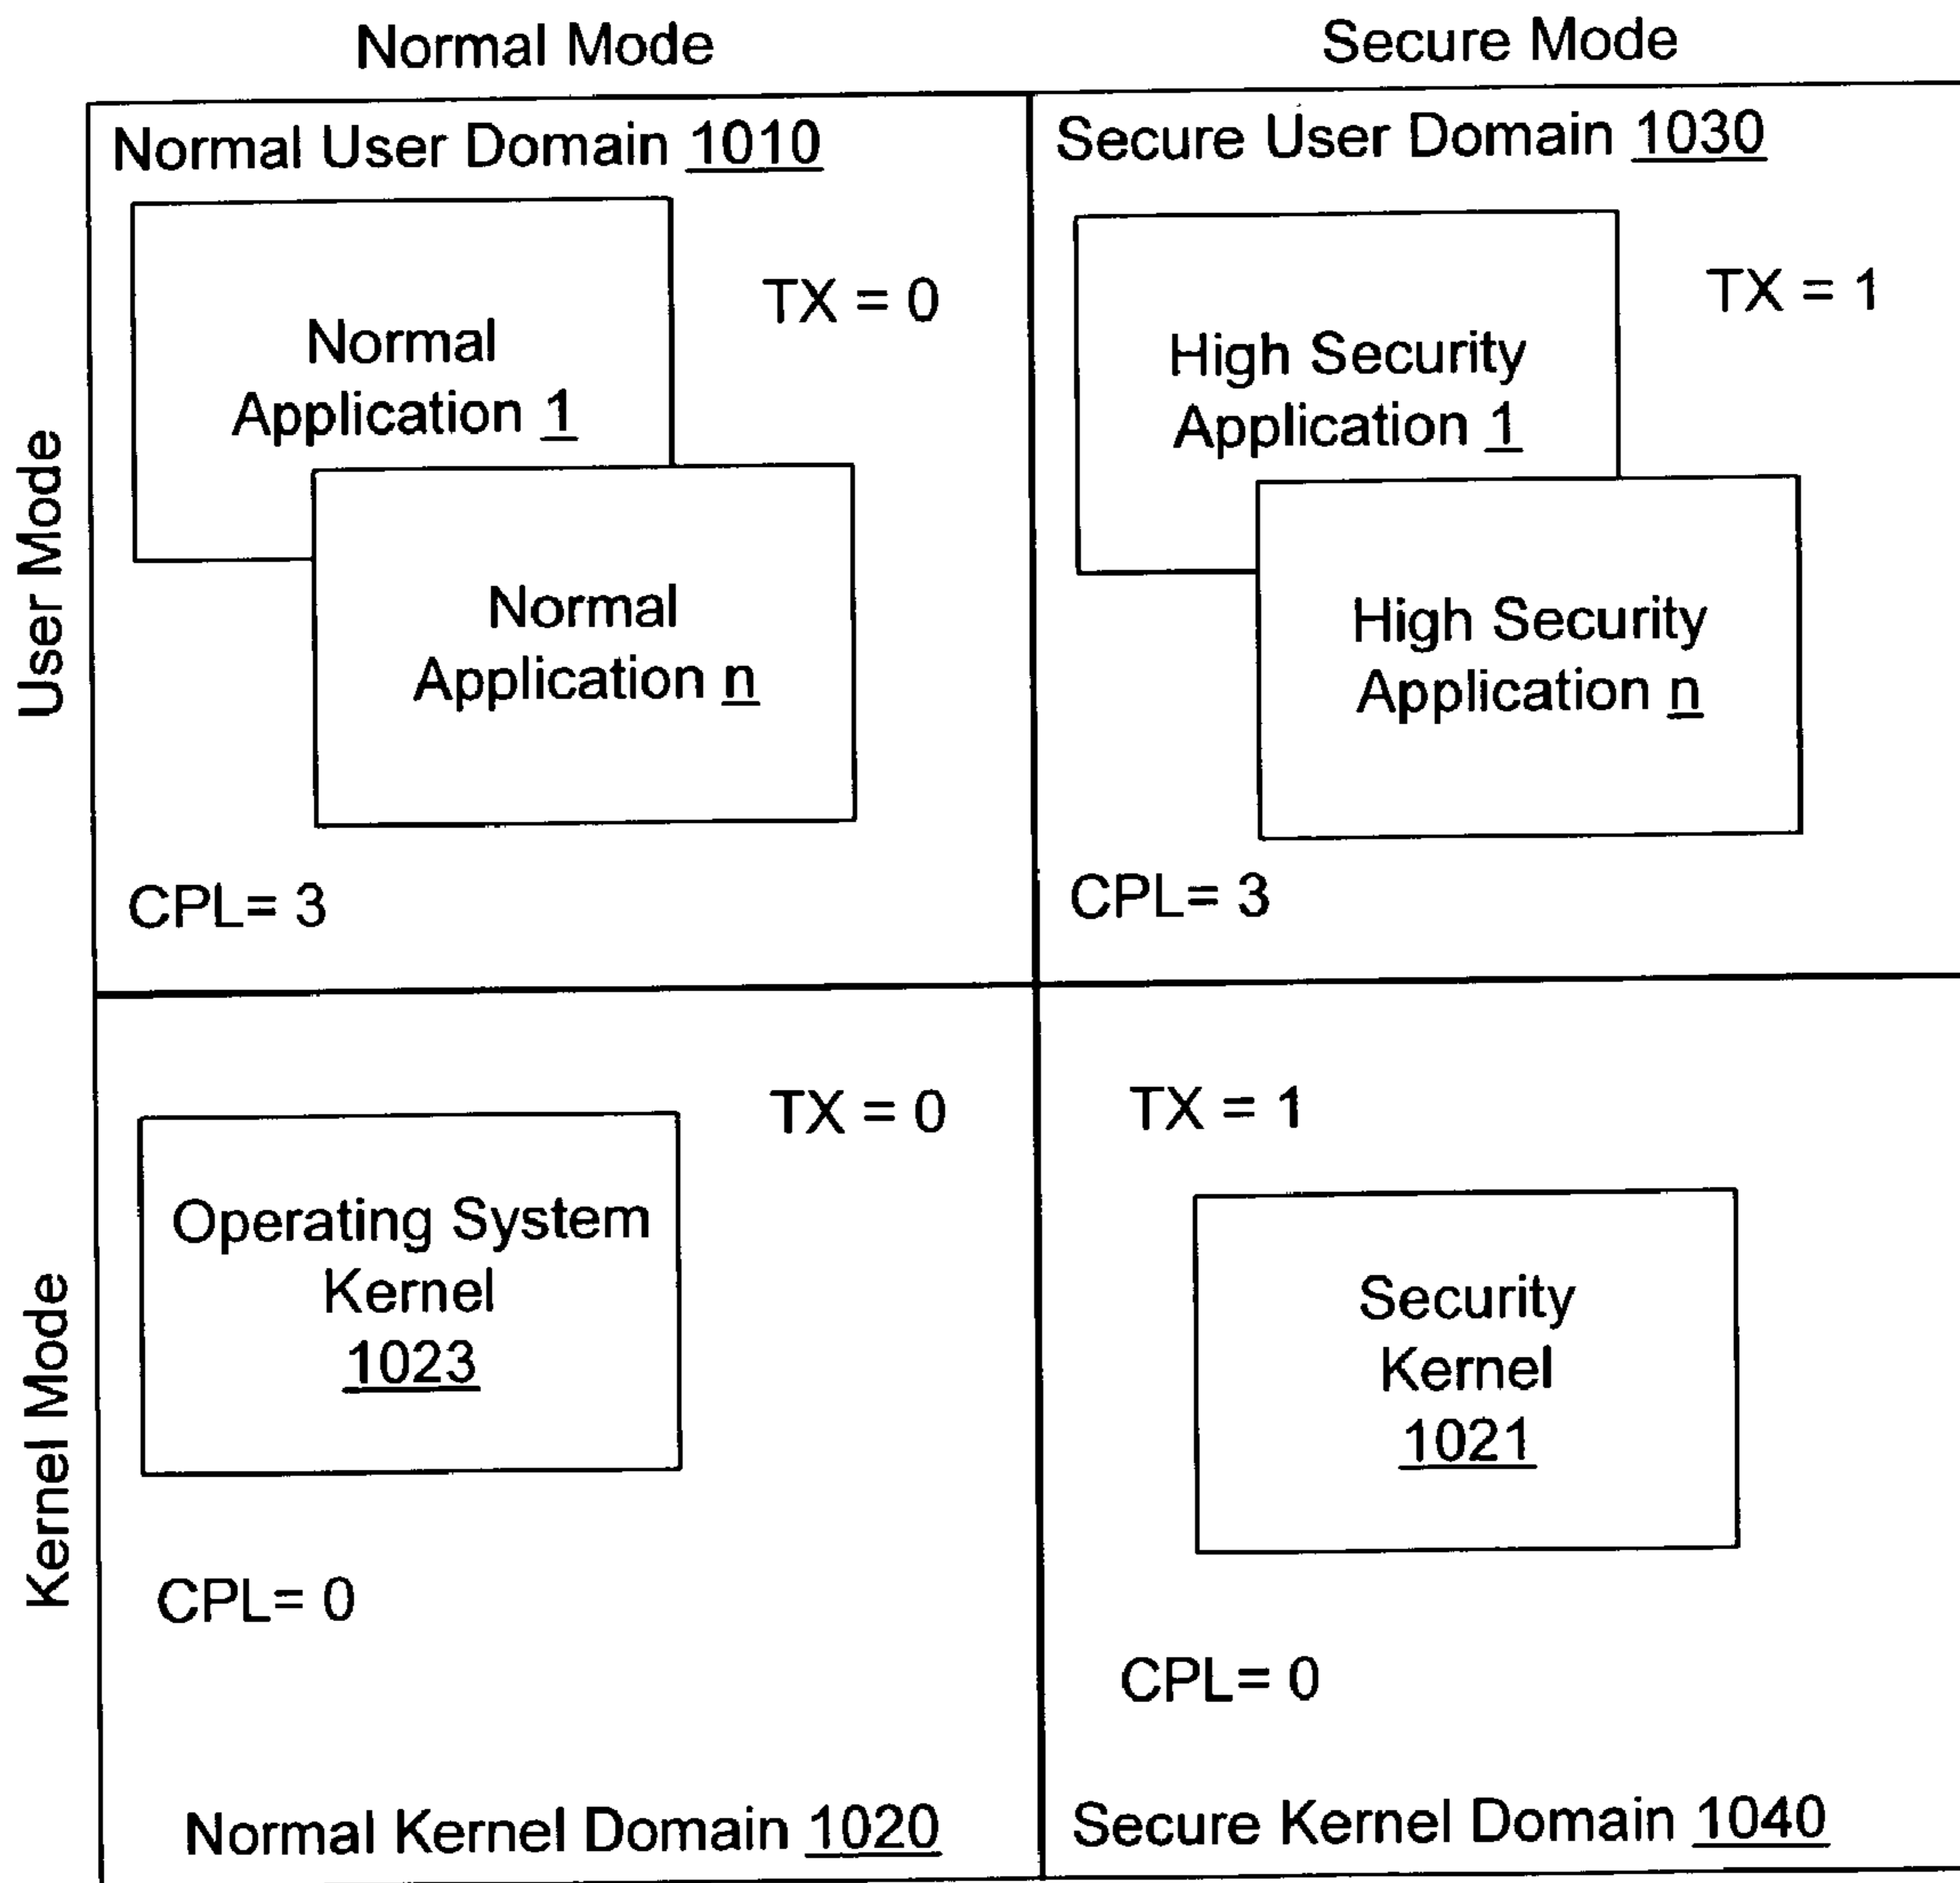 Normal Mode
Secure Mode
User Mode
Normal User Domain 1010
TX = 0
Normal
Application 1
Normal
Application n
CPL= 3
Secure User Domain 1030
TX = 1
High Security
Application 1
High Security
Application n
CPL= 3
Kernel Mode
TX = 0
Operating System
Kernel
1023
CPL= 0
Normal Kernel Domain 1020
TX = 1
Security
Kernel
1021
CPL= 0
Secure Kernel Domain 1040